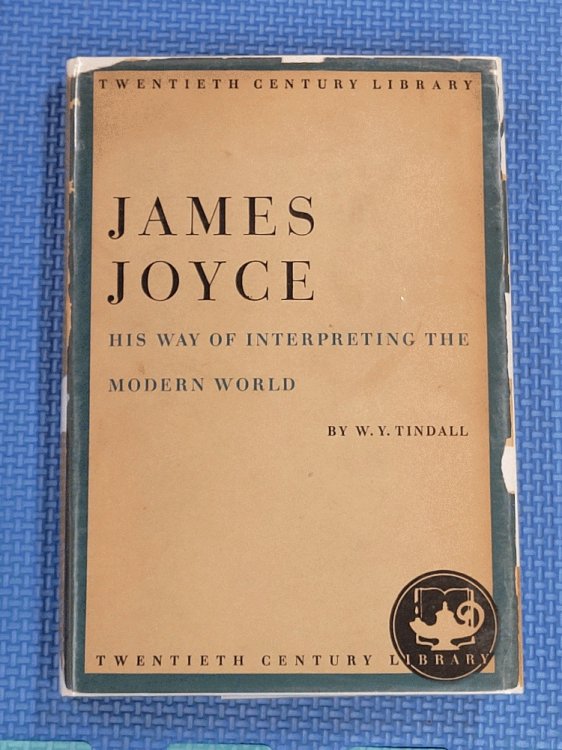 TWENTIETH CENTURY LIBRARY
JAMES
JOYCE
HIS WAY OF INTERPRETING THE
MODERN WORLD
BY W. Y. TINDALL
TWENTIETH CENTURY LIBRARY